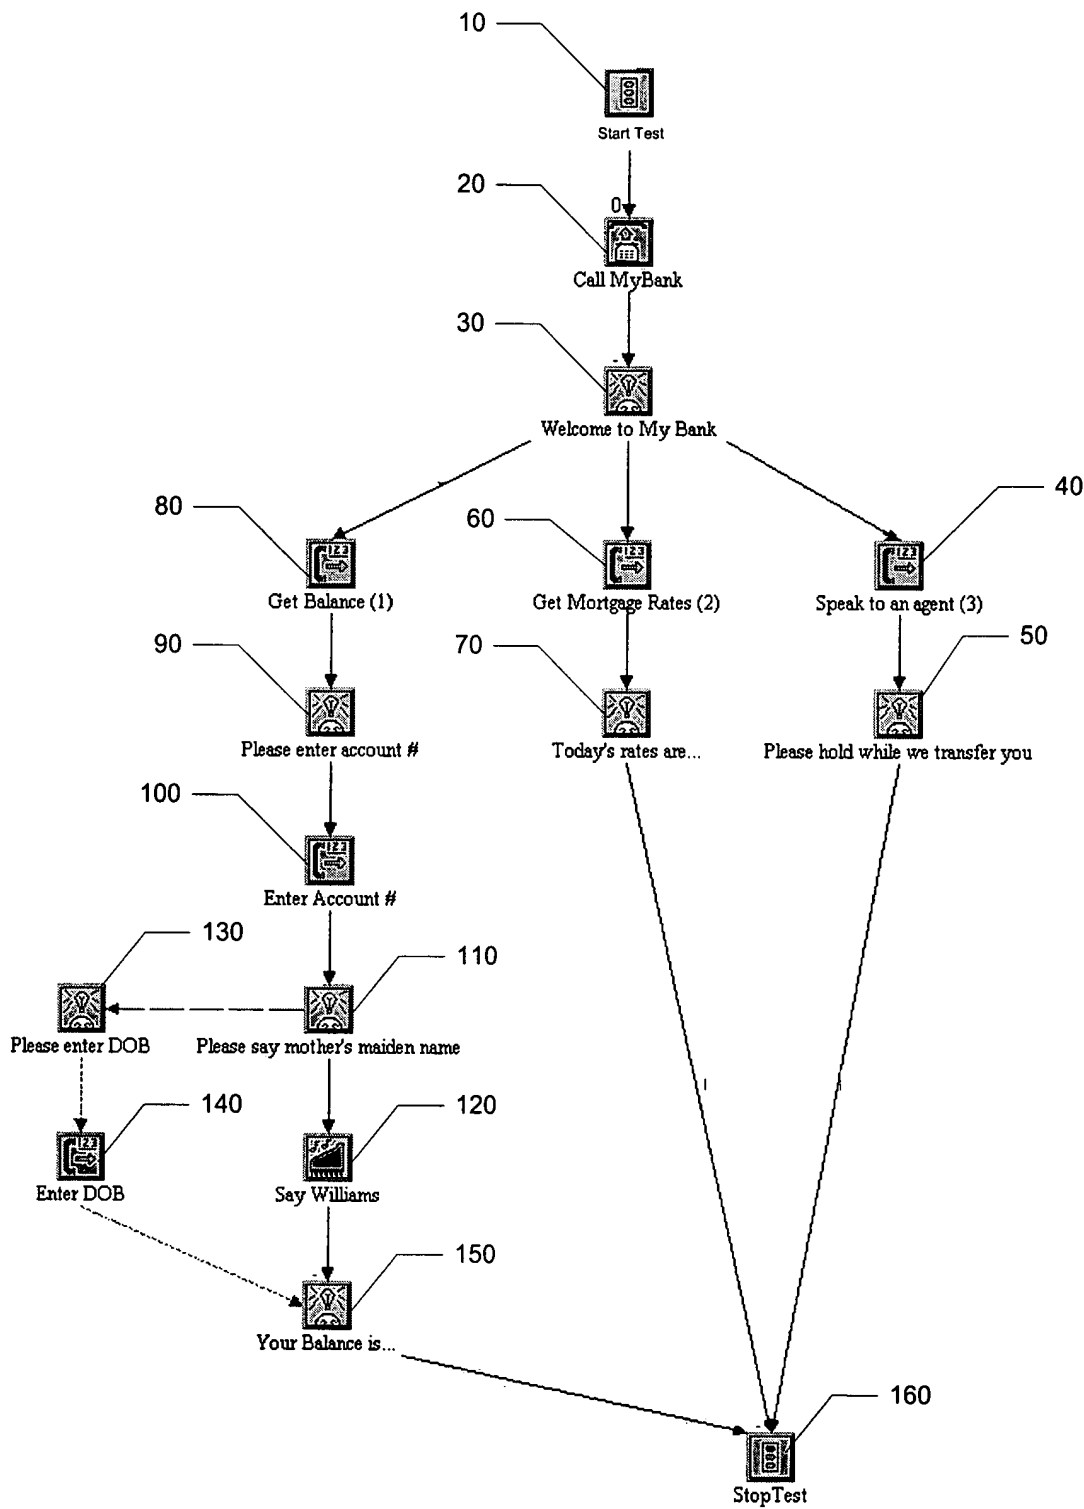 10
Start Test
20
0
Call MyBank
30
Welcome to My Bank
80
60
40
Get Balance (1)
Get Mortgage Rates (2)
Speak to an agent (3)
90
70
50
Please enter account #
Today's rates are...
Please hold while we transfer you
100
Enter Account #
130
110
Please enter DOB
Please say mother's maiden name
140
120
Enter DOB
Say Williams
150
Your Balance is...
160
StopTest